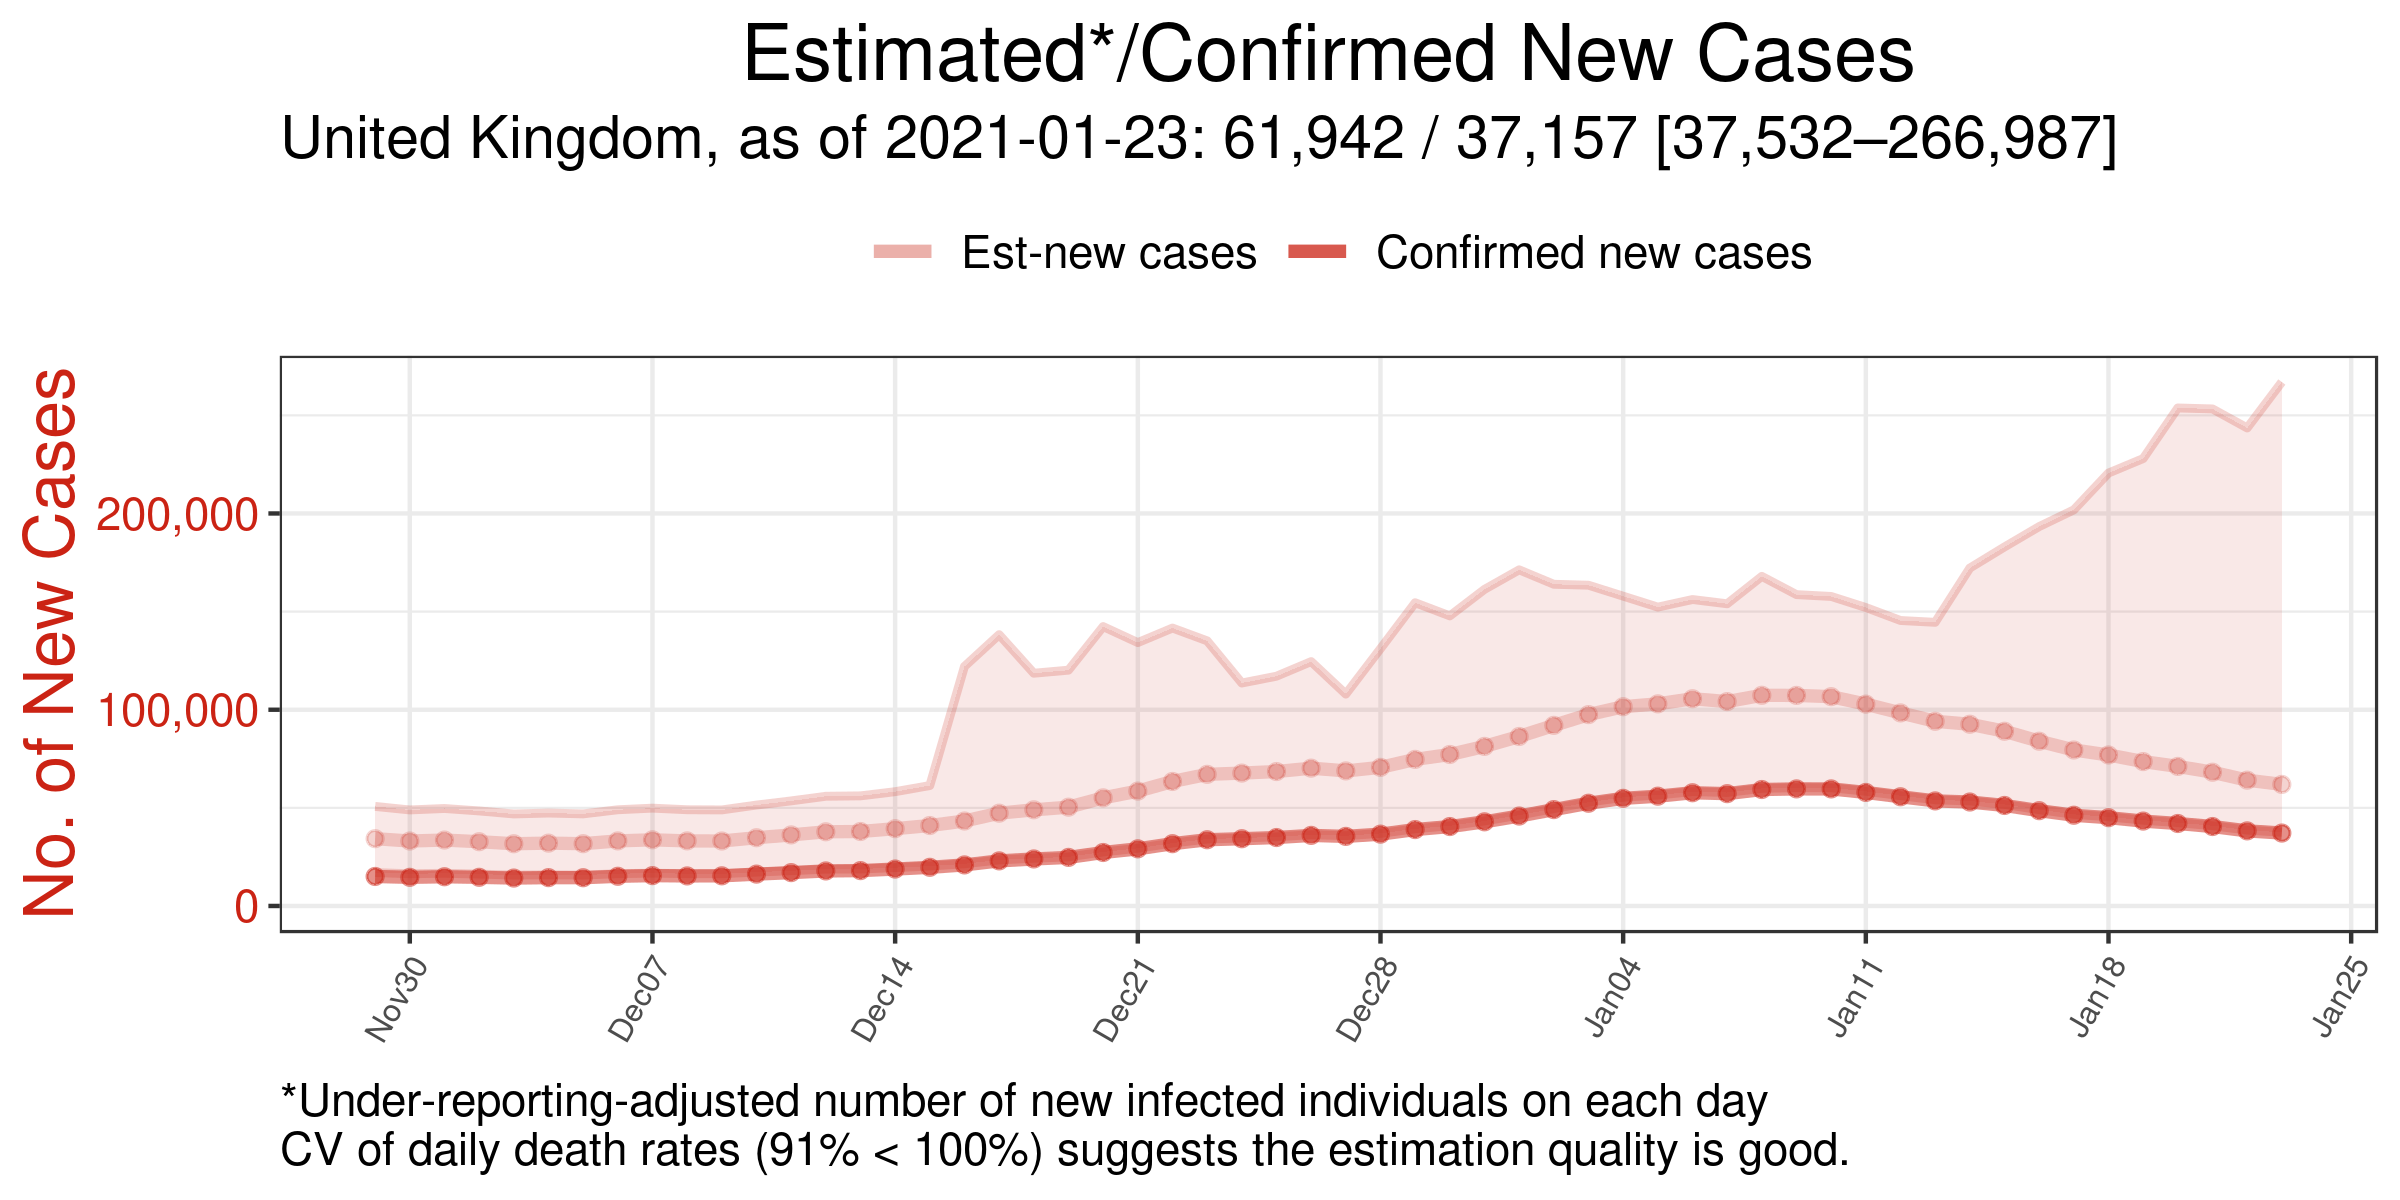 Estimated*/Confirmed New Cases
United Kingdom, as of 2021-01-23: 61,942 / 37,157 [37,532–266,987]
Est-new cases
Confirmed new cases
No. of New Cases
200,000
100,000
0
Nov30
Dec07
Dec14
Dec21
Dec28
Jan04
Jan11
Jan18
Jan25
*Under-reporting-adjusted number of new infected individuals on each day
CV of daily death rates (91% < 100%) suggests the estimation quality is good.